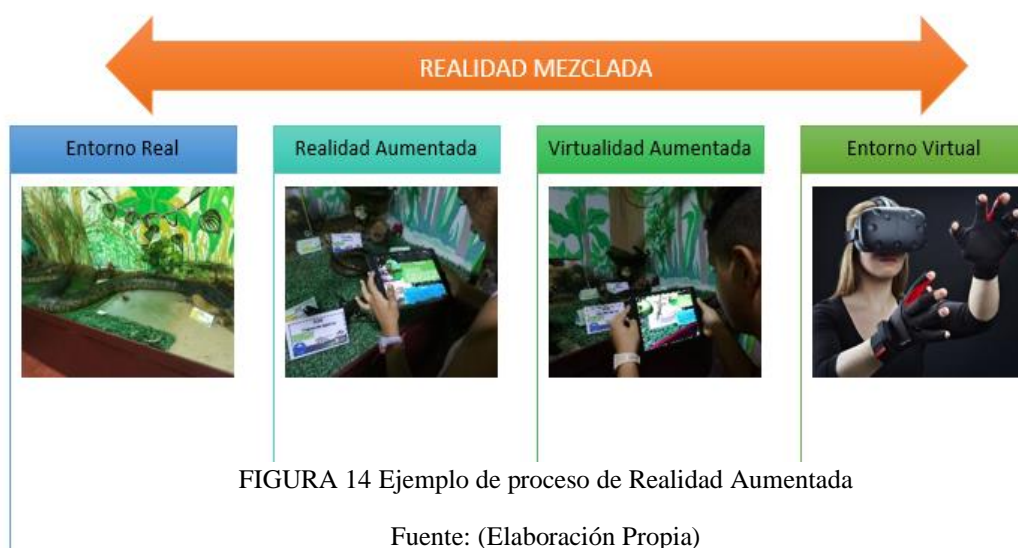 REALIDAD MEZCLADA
Entorno Real
Realidad Aumentada
Virtualidad Aumentada
Entorno Virtual
FIGURA 14 Ejemplo de proceso de Realidad Aumentada
Fuente: (Elaboración Propia)